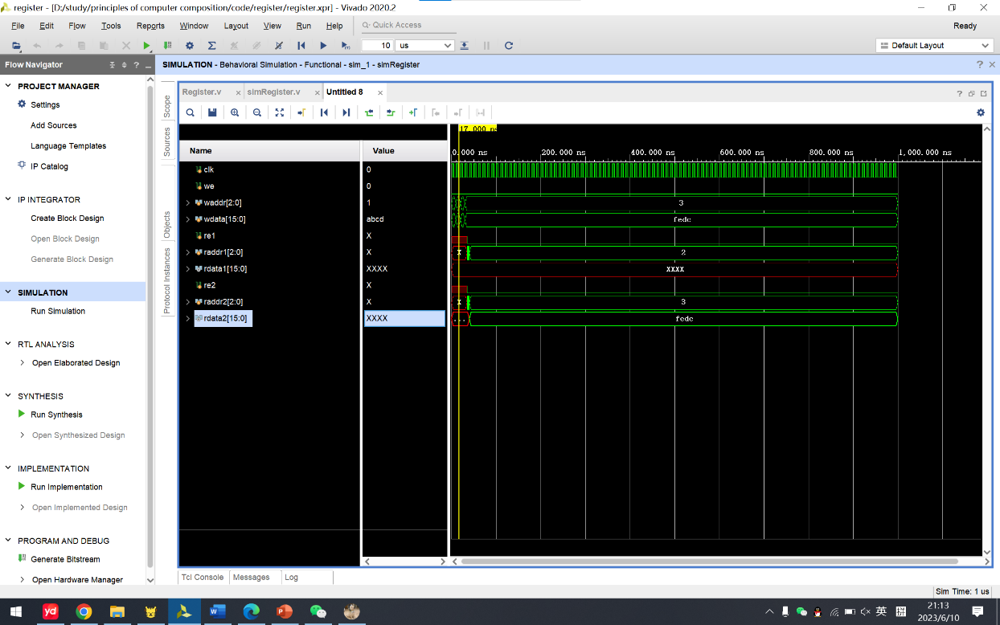 register - [D:/study/principles of computer composition/code/register/register.xpr] - Vivado 2020.2
File Edit Flow Tools Reports Window Layout View Run Help Quick Access Ready
10 us Default Layout
Flow Navigator
SIMULATION - Behavioral Simulation - Functional - sim_1 - simRegister
PROJECT MANAGER
Settings
Add Sources
Language Templates
IP Catalog
IP INTEGRATOR
Create Block Design
Open Block Design
Generate Block Design
SIMULATION
Run Simulation
RTL ANALYSIS
Open Elaborated Design
SYNTHESIS
Run Synthesis
Open Synthesized Design
IMPLEMENTATION
Run Implementation
Open Implemented Design
PROGRAM AND DEBUG
Generate Bitstream
Open Hardware Manager
Scope
Sources
Objects
Protocol Instances
Register.v simRegister.v Untitled 8
17.000 ns
Name Value
0.000 ns 200.000 ns 400.000 ns 600.000 ns 800.000 ns 1,000.000 ns
clk 0
we 0
waddr[2:0] 1 3
wdata[15:0] abcd fedc
re1 X
raddr1[2:0] X X 2
rdata1[15:0] XXXX XXXX
re2 X
raddr2[2:0] X X 3
rdata2[15:0] XXXX ... fedc
Tcl Console Messages Log
Sim Time: 1 us
yd
英 拼
21:13
2023/6/10